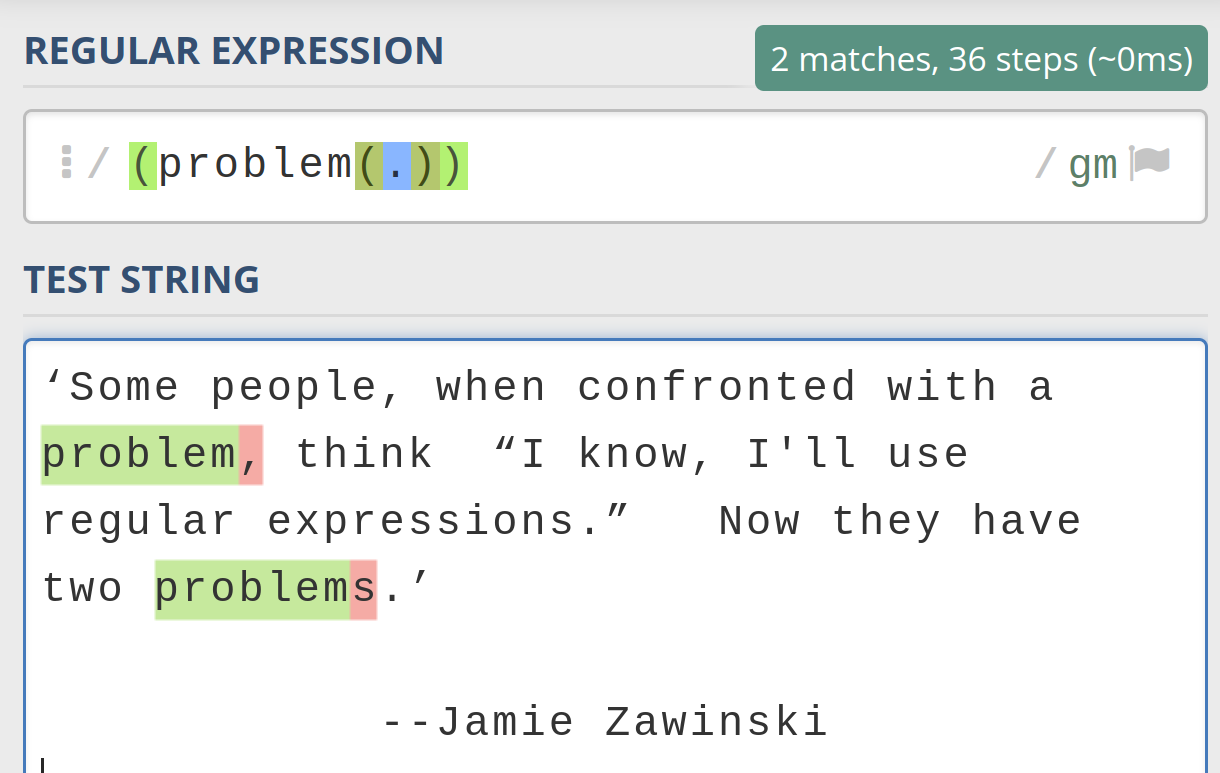 REGULAR EXPRESSION
2 matches, 36 steps (~0ms)
/ (problem(.)) / gm
TEST STRING
‘Some people, when confronted with a
problem, think  “I know, I'll use
regular expressions.”   Now they have
two problems.’
--Jamie Zawinski